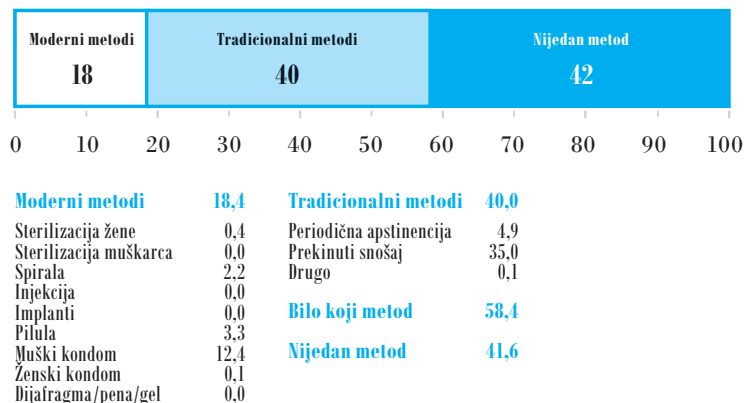 Moderni metodi Tradicionalni metodi Nijedan metod
18 40 42
0 10 20 30 40 50 60 70 80 90 100
Moderni metodi 18,4
Sterilizacija žene 0,4
Sterilizacija muškarca 0,0
Spirala 2,2
Injekcija 0,0
Implanti 0,0
Pilula 3,3
Muški kondom 12,4
Ženski kondom 0,1
Dijafragma/pena/gel 0,0
Tradicionalni metodi 40,0
Periodična apstinencija 4,9
Prekinuti snošaj 35,0
Drugo 0,1
Bilo koji metod 58,4
Nijedan metod 41,6